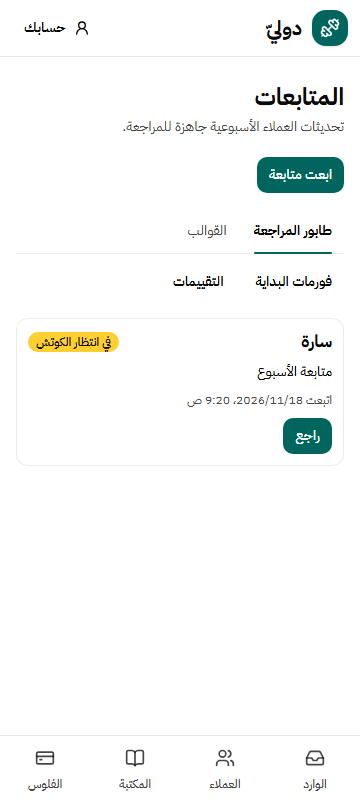 دوليّ
حسابك
المتابعات
تحديثات العملاء الأسبوعية جاهزة للمراجعة.
ابعت متابعة
طابور المراجعة
القوالب
فورمات البداية
التقييمات
سارة
في انتظار الكوتش
متابعة الأسبوع
اتبعت 2026/11/18، 9:20 ص
راجع
الوارد
العملاء
المكتبة
الفلوس